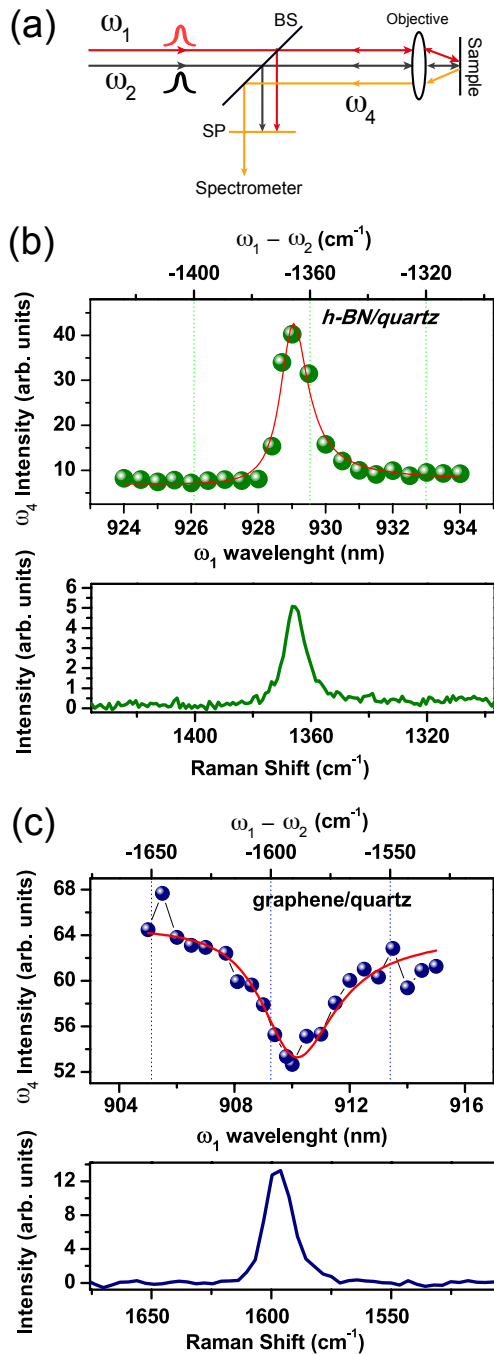 (a)
BS
Objective
ω1
ω2
Sample
ω4
SP
Spectrometer
(b)
ω1 − ω2 (cm-1)
-1400 -1360 -1320
h-BN/quartz
ω4 Intensity (arb. units)
40
30
20
10
924 926 928 930 932 934
ω1 wavelenght (nm)
Intensity (arb. units)
6
5
4
3
2
1
0
1400 1360 1320
Raman Shift (cm-1)
(c)
ω1 − ω2 (cm-1)
-1650 -1600 -1550
graphene/quartz
ω4 Intensity (arb. units)
68
64
60
56
52
904 908 912 916
ω1 wavelenght (nm)
Intensity (arb. units)
12
8
4
0
1650 1600 1550
Raman Shift (cm-1)